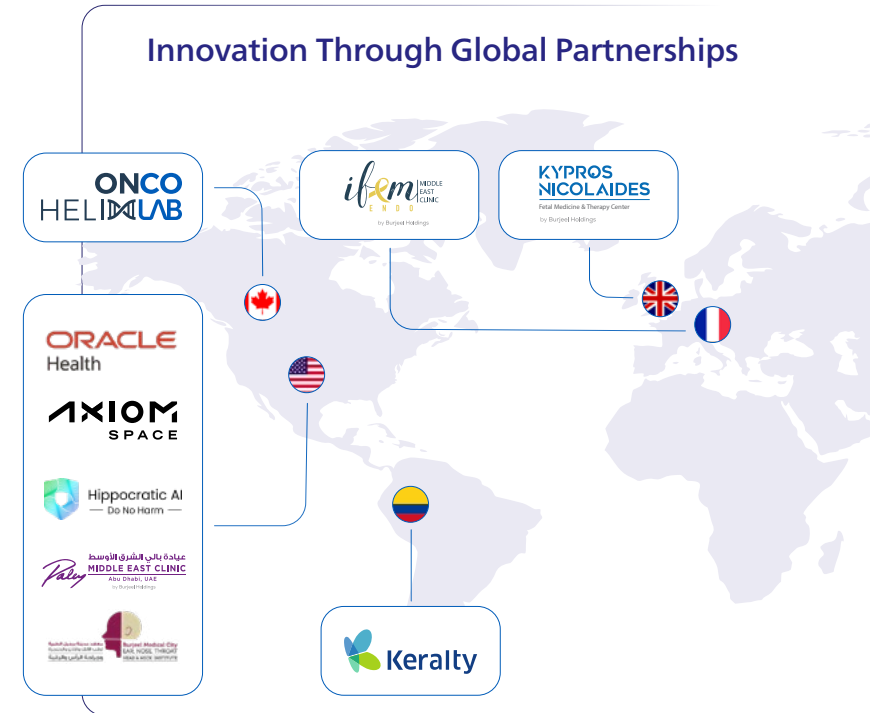 Innovation Through Global Partnerships
ONCO
HELIXLAB
ifem
ENDO
MIDDLE
EAST
CLINIC
by Burjeel Holdings
KYPROS
NICOLAIDES
Fetal Medicine & Therapy Center
by Burjeel Holdings
ORACLE
Health
AXIOM
SPACE
Hippocratic AI
— Do No Harm —
عيادة بالي الشرق الأوسط
Paley
MIDDLE EAST CLINIC
Abu Dhabi, UAE
by Burjeel Holdings
Burjeel Medical City
EAR, NOSE, THROAT
HEAD & NECK INSTITUTE
Keralty